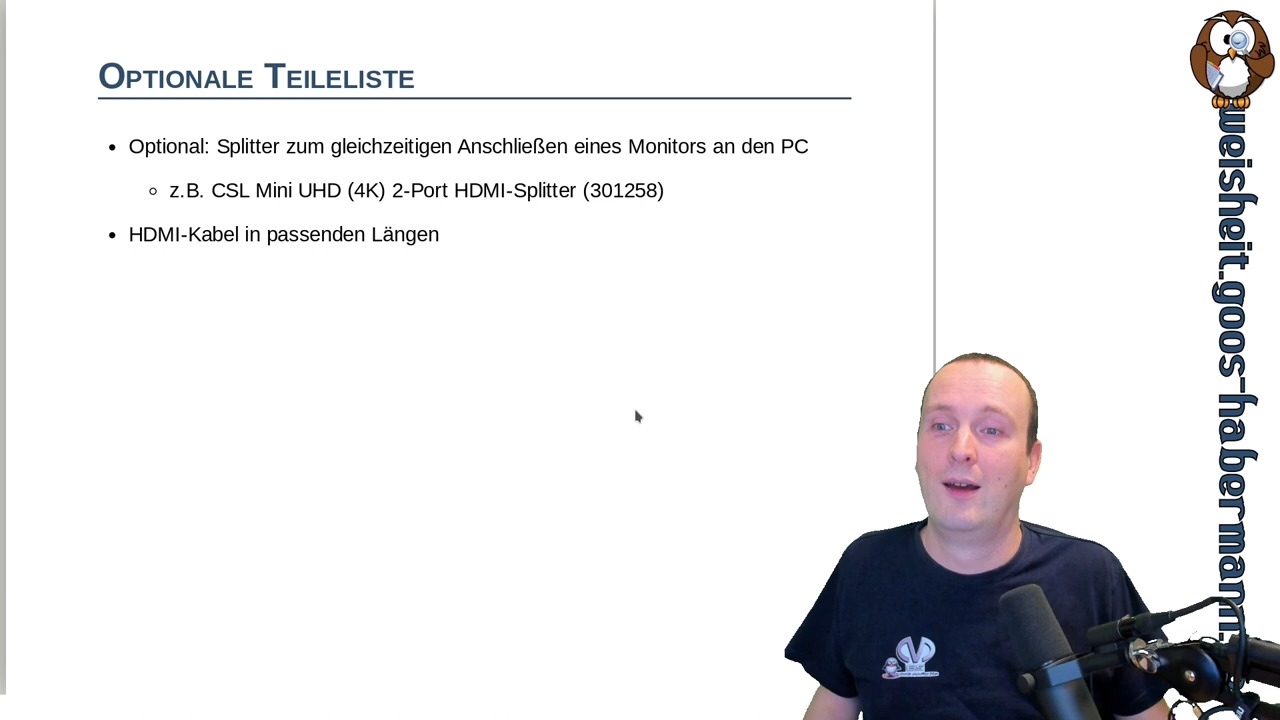 Optionale Teileliste
• Optional: Splitter zum gleichzeitigen Anschließen eines Monitors an den PC
◦ z.B. CSL Mini UHD (4K) 2-Port HDMI-Splitter (301258)
• HDMI-Kabel in passenden Längen
weisheit.goos-habermann.